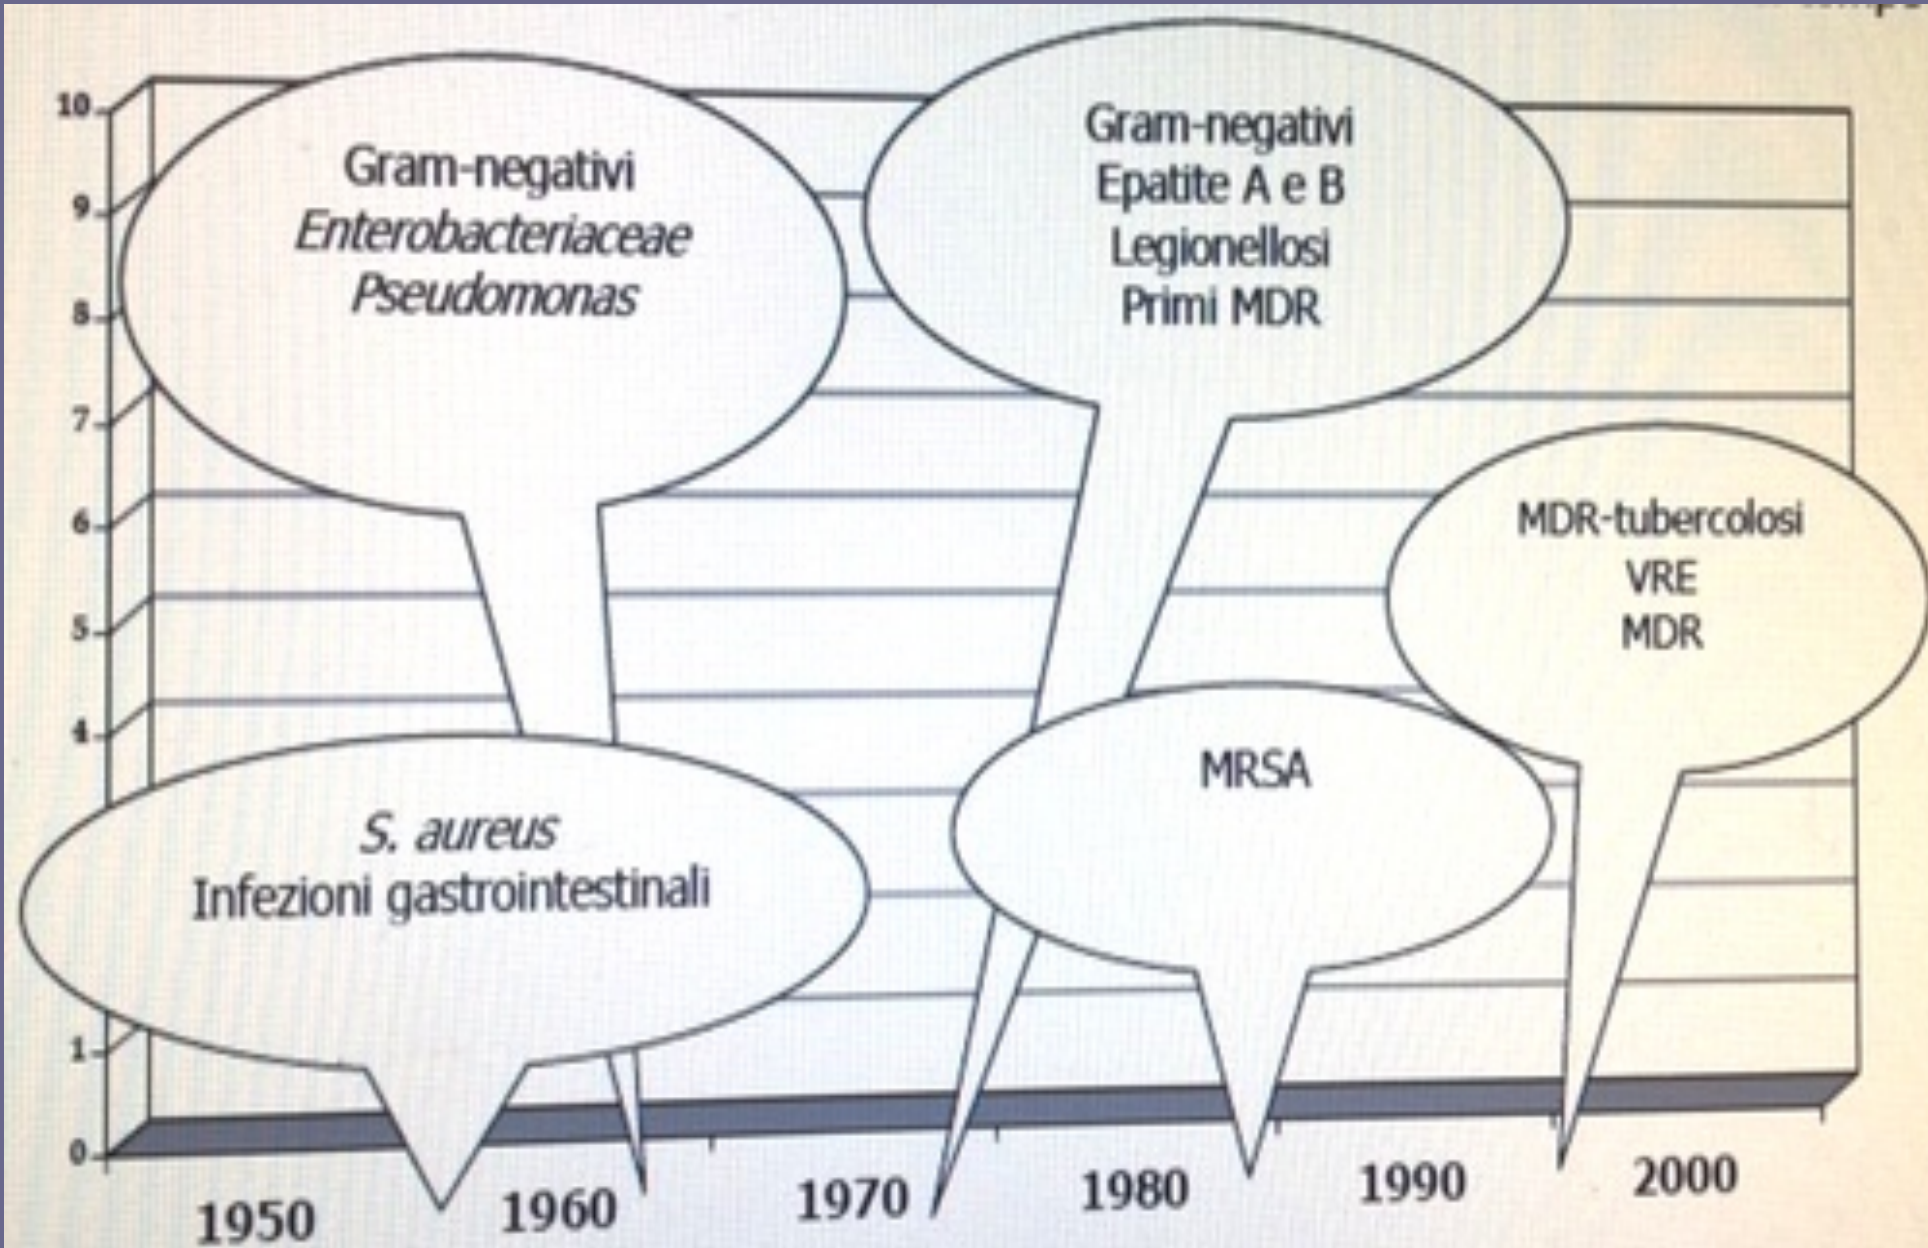 10
9
8
7
6
5
4
1
0
Gram-negativi
Enterobacteriaceae
Pseudomonas
Gram-negativi
Epatite A e B
Legionellosi
Primi MDR
MDR-tubercolosi
VRE
MDR
MRSA
S. aureus
Infezioni gastrointestinali
1950 1960 1970 1980 1990 2000